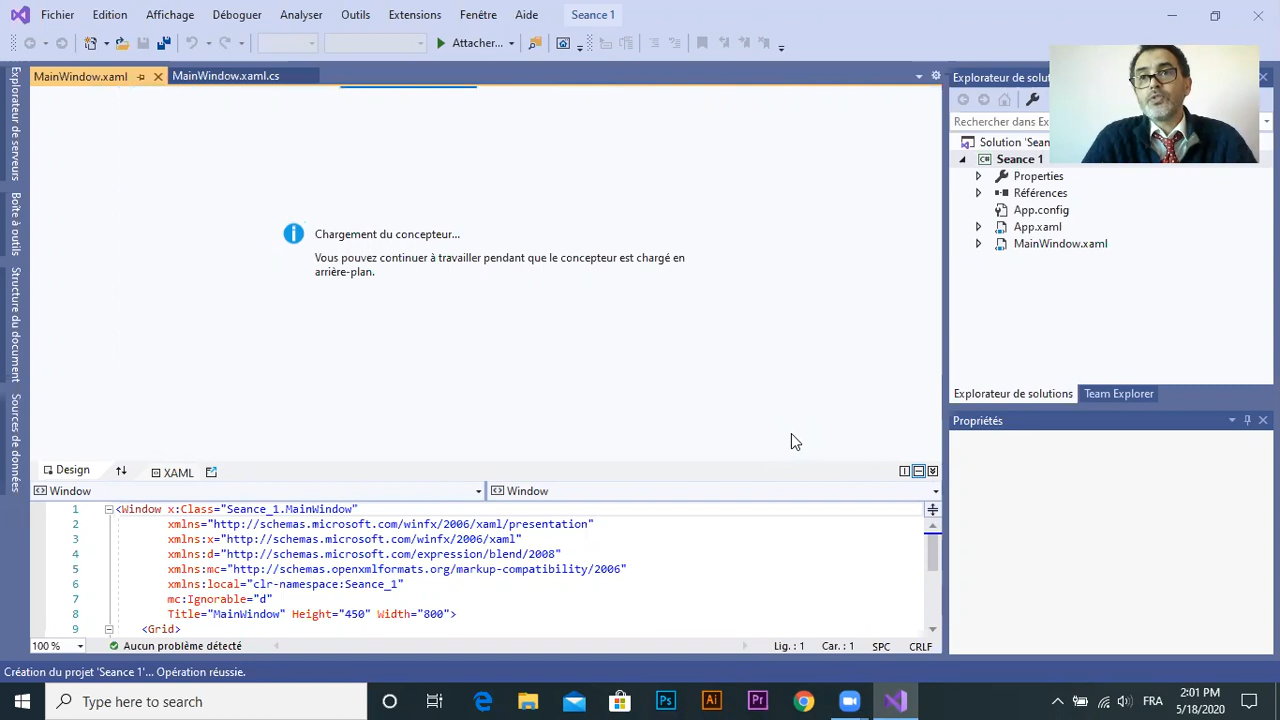 Fichier Edition Affichage Déboguer Analyser Outils Extensions Fenêtre Aide Seance 1
Attacher...
MainWindow.xaml
MainWindow.xaml.cs
Explorateur de serveurs
Boîte à outils
Structure du document
Sources de données
Chargement du concepteur...
Vous pouvez continuer à travailler pendant que le concepteur est chargé en
arrière-plan.
Design
XAML
Window
Window
1 <Window x:Class="Seance_1.MainWindow"
2 xmlns="http://schemas.microsoft.com/winfx/2006/xaml/presentation"
3 xmlns:x="http://schemas.microsoft.com/winfx/2006/xaml"
4 xmlns:d="http://schemas.microsoft.com/expression/blend/2008"
5 xmlns:mc="http://schemas.openxmlformats.org/markup-compatibility/2006"
6 xmlns:local="clr-namespace:Seance_1"
7 mc:Ignorable="d"
8 Title="MainWindow" Height="450" Width="800">
9 <Grid>
100 %
Aucun problème détecté
Lig. : 1
Car. : 1
SPC
CRLF
Explorateur de solu
Rechercher dans Ex
Solution 'Sean
Seance 1
Properties
Références
App.config
App.xaml
MainWindow.xaml
Explorateur de solutions
Team Explorer
Propriétés
Création du projet 'Seance 1'... Opération réussie.
Type here to search
Ps
Ai
Pr
FRA
2:01 PM
5/18/2020